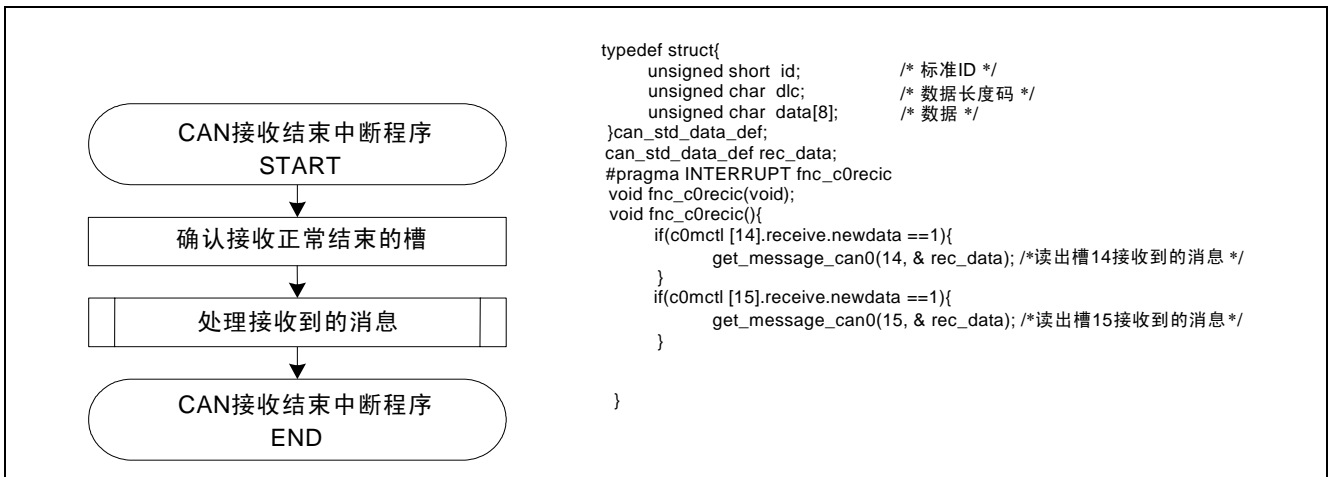 CAN接收结束中断程序
START
确认接收正常结束的槽
处理接收到的消息
CAN接收结束中断程序
END
typedef struct{
unsigned short id; /* 标准ID */
unsigned char dlc; /* 数据长度码 */
unsigned char data[8]; /* 数据 */
}can_std_data_def;
can_std_data_def rec_data;
#pragma INTERRUPT fnc_c0recic
void fnc_c0recic(void);
void fnc_c0recic(){
if(c0mctl [14].receive.newdata ==1){
get_message_can0(14, & rec_data); /*读出槽14接收到的消息 */
}
if(c0mctl [15].receive.newdata ==1){
get_message_can0(15, & rec_data); /*读出槽15接收到的消息*/
}
}